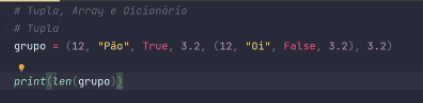 # Tupla, Array e Dicionário
# Tupla
grupo = (12, "Pão", True, 3.2, (12, "Oi", False, 3.2), 3.2)
print(len(grupo))